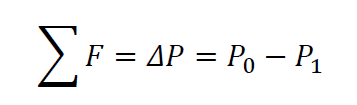 ∑ F = ΔP = P₀ − P₁